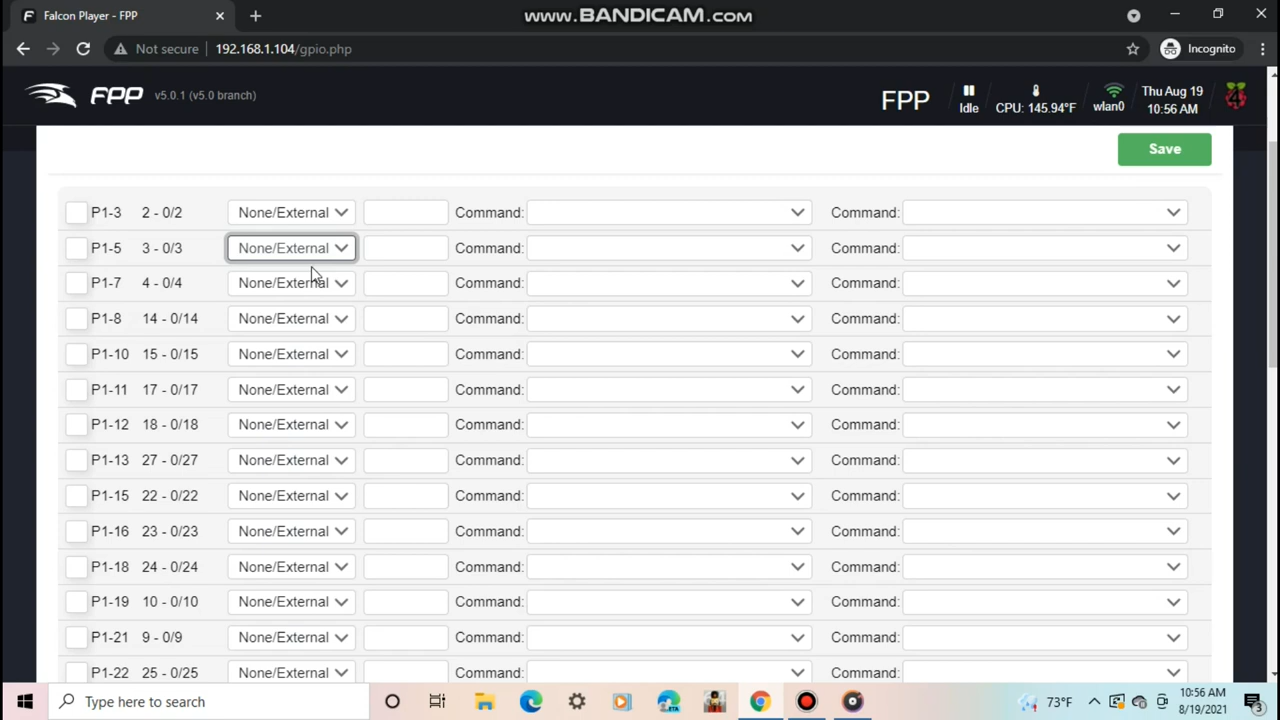 Falcon Player - FPP
www.BANDICAM.com
Not secure
192.168.1.104/gpio.php
Incognito
FPP v5.0.1 (v5.0 branch)
FPP
Idle
CPU: 145.94°F
wlan0
Thu Aug 19
10:56 AM
4
Save
P1-3 2 - 0/2 None/External Command: Command:
P1-5 3 - 0/3 None/External Command: Command:
P1-7 4 - 0/4 None/External Command: Command:
P1-8 14 - 0/14 None/External Command: Command:
P1-10 15 - 0/15 None/External Command: Command:
P1-11 17 - 0/17 None/External Command: Command:
P1-12 18 - 0/18 None/External Command: Command:
P1-13 27 - 0/27 None/External Command: Command:
P1-15 22 - 0/22 None/External Command: Command:
P1-16 23 - 0/23 None/External Command: Command:
P1-18 24 - 0/24 None/External Command: Command:
P1-19 10 - 0/10 None/External Command: Command:
P1-21 9 - 0/9 None/External Command: Command:
P1-22 25 - 0/25 None/External Command: Command:
Type here to search
73°F
10:56 AM
8/19/2021
3